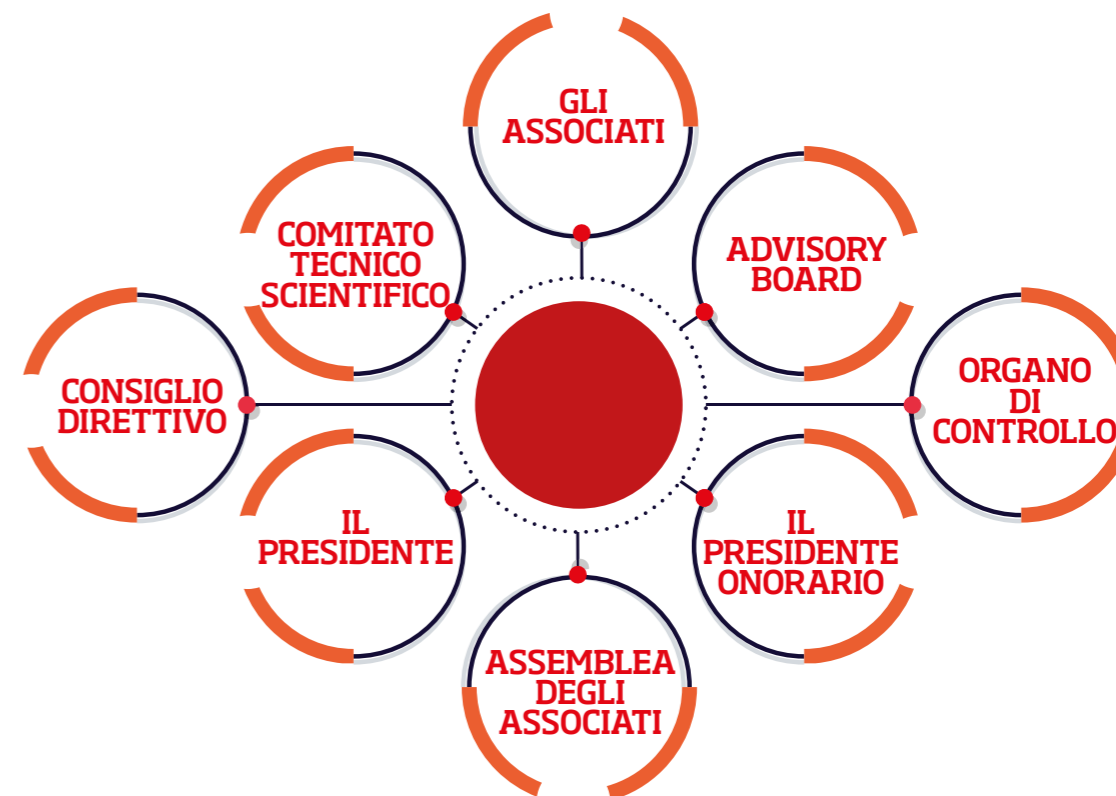 GLI
ASSOCIATI
COMITATO
TECNICO
SCIENTIFICO
ADVISORY
BOARD
CONSIGLIO
DIRETTIVO
ORGANO
DI
CONTROLLO
IL
PRESIDENTE
IL
PRESIDENTE
ONORARIO
ASSEMBLEA
DEGLI
ASSOCIATI